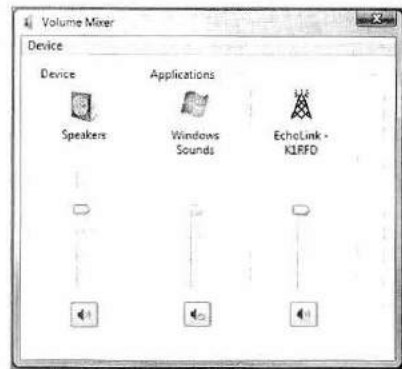 Volume Mixer
Device
Device Applications
Speakers Windows Sounds EchoLink - K1RFD